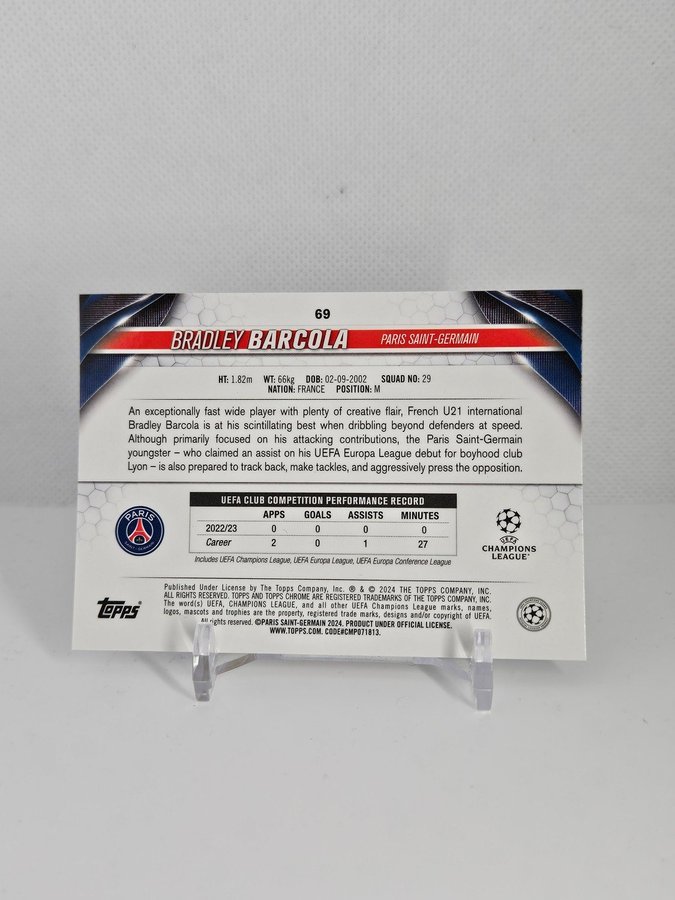 69
BRADLEY BARCOLA PARIS SAINT-GERMAIN
HT: 1.82m WT: 66kg DOB: 02-09-2002 SQUAD NO: 29
NATION: FRANCE POSITION: M
An exceptionally fast wide player with plenty of creative flair, French U21 international
Bradley Barcola is at his scintillating best when dribbling beyond defenders at speed.
Although primarily focused on his attacking contributions, the Paris Saint-Germain
youngster – who claimed an assist on his UEFA Europa League debut for boyhood club
Lyon – is also prepared to track back, make tackles, and aggressively press the opposition.
UEFA CLUB COMPETITION PERFORMANCE RECORD
APPS GOALS ASSISTS MINUTES
2022/23 0 0 0 0
Career 2 0 1 27
Includes UEFA Champions League, UEFA Europa League, UEFA Europa Conference League
PARIS
SAINT-GERMAIN
UEFA
CHAMPIONS
LEAGUE®
Topps®
Published Under License by The Topps Company, Inc. ® & © 2024 THE TOPPS COMPANY, INC.
ALL RIGHTS RESERVED. TOPPS AND TOPPS CHROME ARE REGISTERED TRADEMARKS OF THE TOPPS COMPANY, INC.
The word(s) UEFA, CHAMPIONS LEAGUE, and all other UEFA Champions League marks, names,
logos, mascots and trophies are the property, registered trade marks, designs and/or copyright of UEFA.
All rights reserved. ©PARIS SAINT-GERMAIN 2024. PRODUCT UNDER OFFICIAL LICENSE.
WWW.TOPPS.COM. CODE#CMP071813.